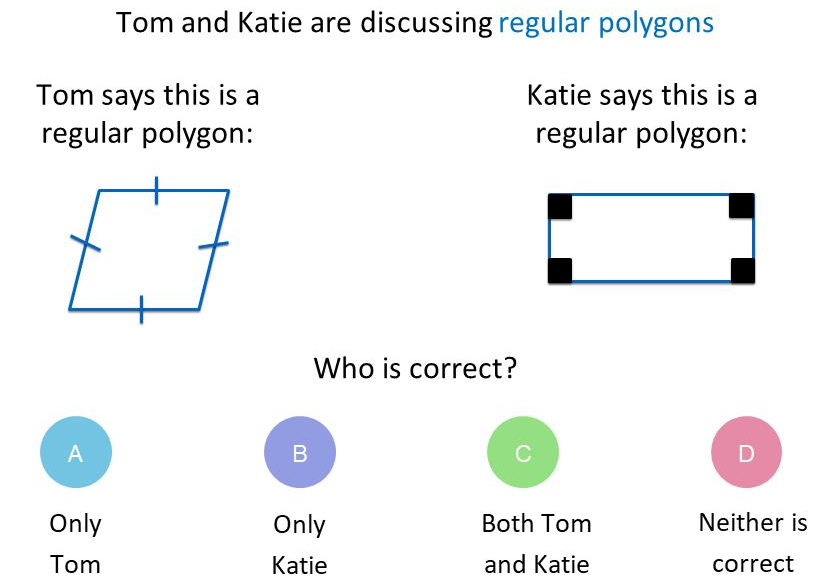 Tom and Katie are discussing regular polygons
Tom says this is a
regular polygon:
Katie says this is a
regular polygon:
Who is correct?
A
Only
Tom
B
Only
Katie
C
Both Tom
and Katie
D
Neither is
correct